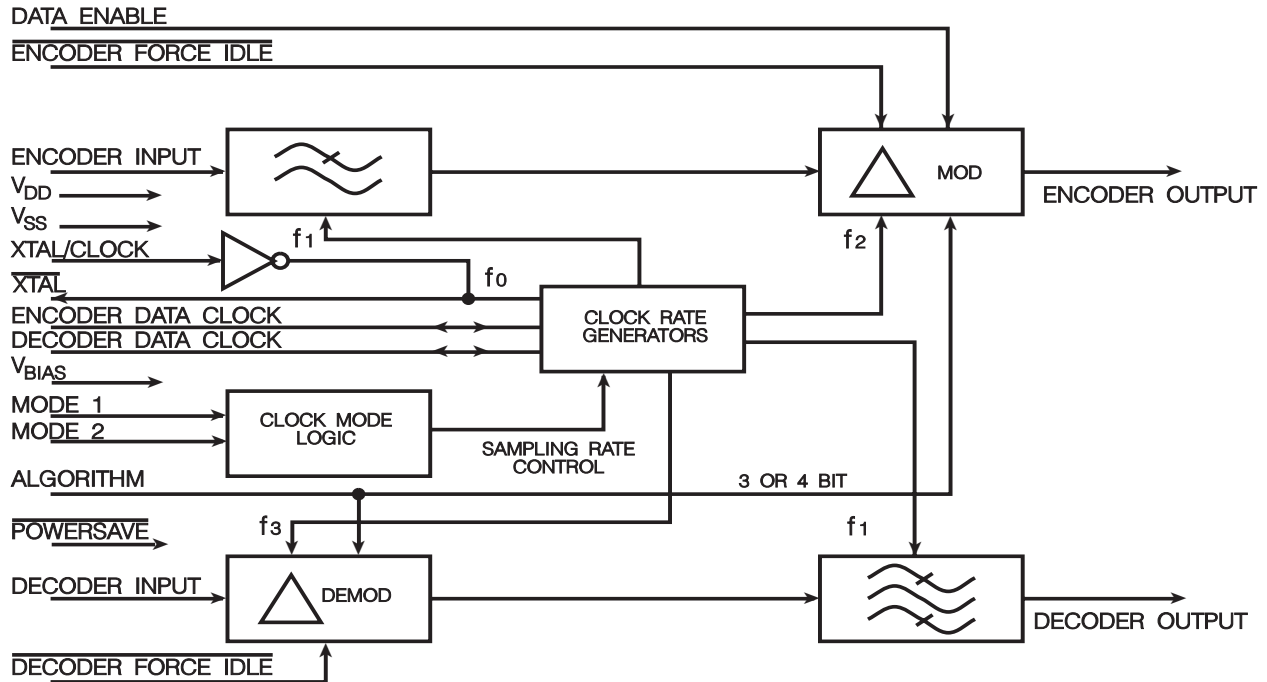 DATA ENABLE
ENCODER FORCE IDLE
ENCODER INPUT
MOD
ENCODER OUTPUT
VDD
VSS
XTAL/CLOCK
f1
f2
f0
XTAL
ENCODER DATA CLOCK
CLOCK RATE
GENERATORS
DECODER DATA CLOCK
VBIAS
MODE 1
MODE 2
CLOCK MODE
LOGIC
SAMPLING RATE
CONTROL
ALGORITHM
3 OR 4 BIT
POWERSAVE
f3
f1
DECODER INPUT
DEMOD
DECODER OUTPUT
DECODER FORCE IDLE